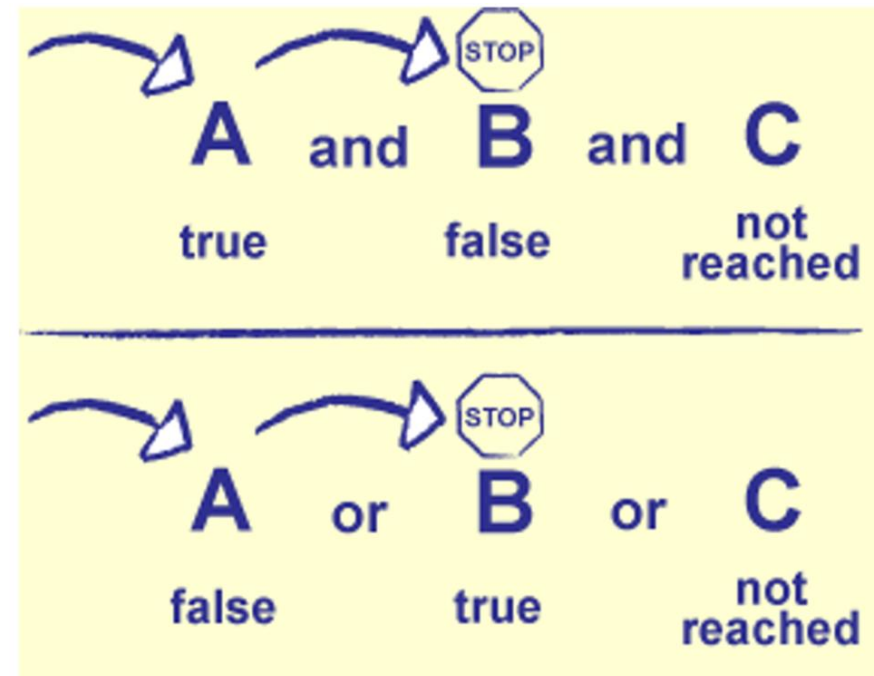 STOP
A and B and C
true false not
reached
STOP
A or B or C
false true not
reached